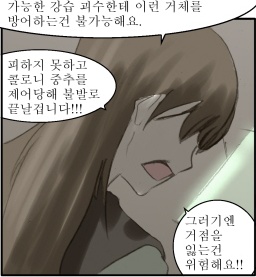 가능한 강습 괴수한테 이런 거체를
방어하는건 불가능해요.
피하지 못하고
콜로니 중추를
제어당해 불발로
끝날겁니다!!!
그러기엔
거점을
잃는건
위험해요!!